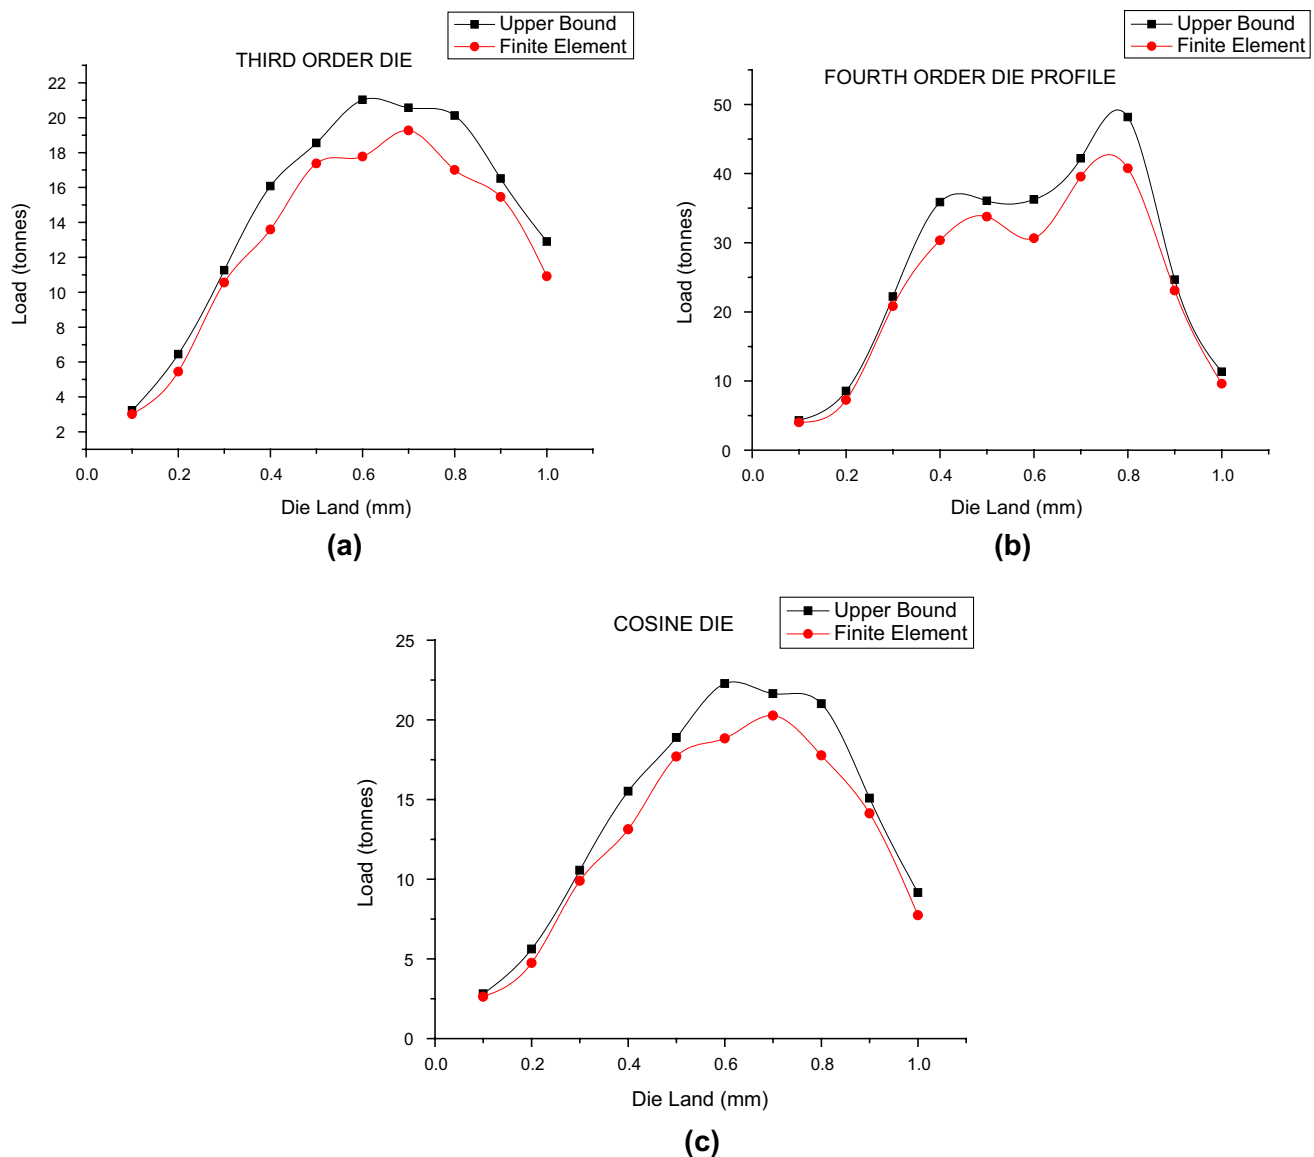 Upper Bound
Finite Element
THIRD ORDER DIE
22
20
18
16
14
12
10
8
6
4
2
Load (tonnes)
0.0 0.2 0.4 0.6 0.8 1.0
Die Land (mm)
(a)
Upper Bound
Finite Element
FOURTH ORDER DIE PROFILE
50
40
30
20
10
0
Load (tonnes)
0.0 0.2 0.4 0.6 0.8 1.0
Die Land (mm)
(b)
Upper Bound
Finite Element
COSINE DIE
25
20
15
10
5
0
Load (tonnes)
0.0 0.2 0.4 0.6 0.8 1.0
Die Land (mm)
(c)